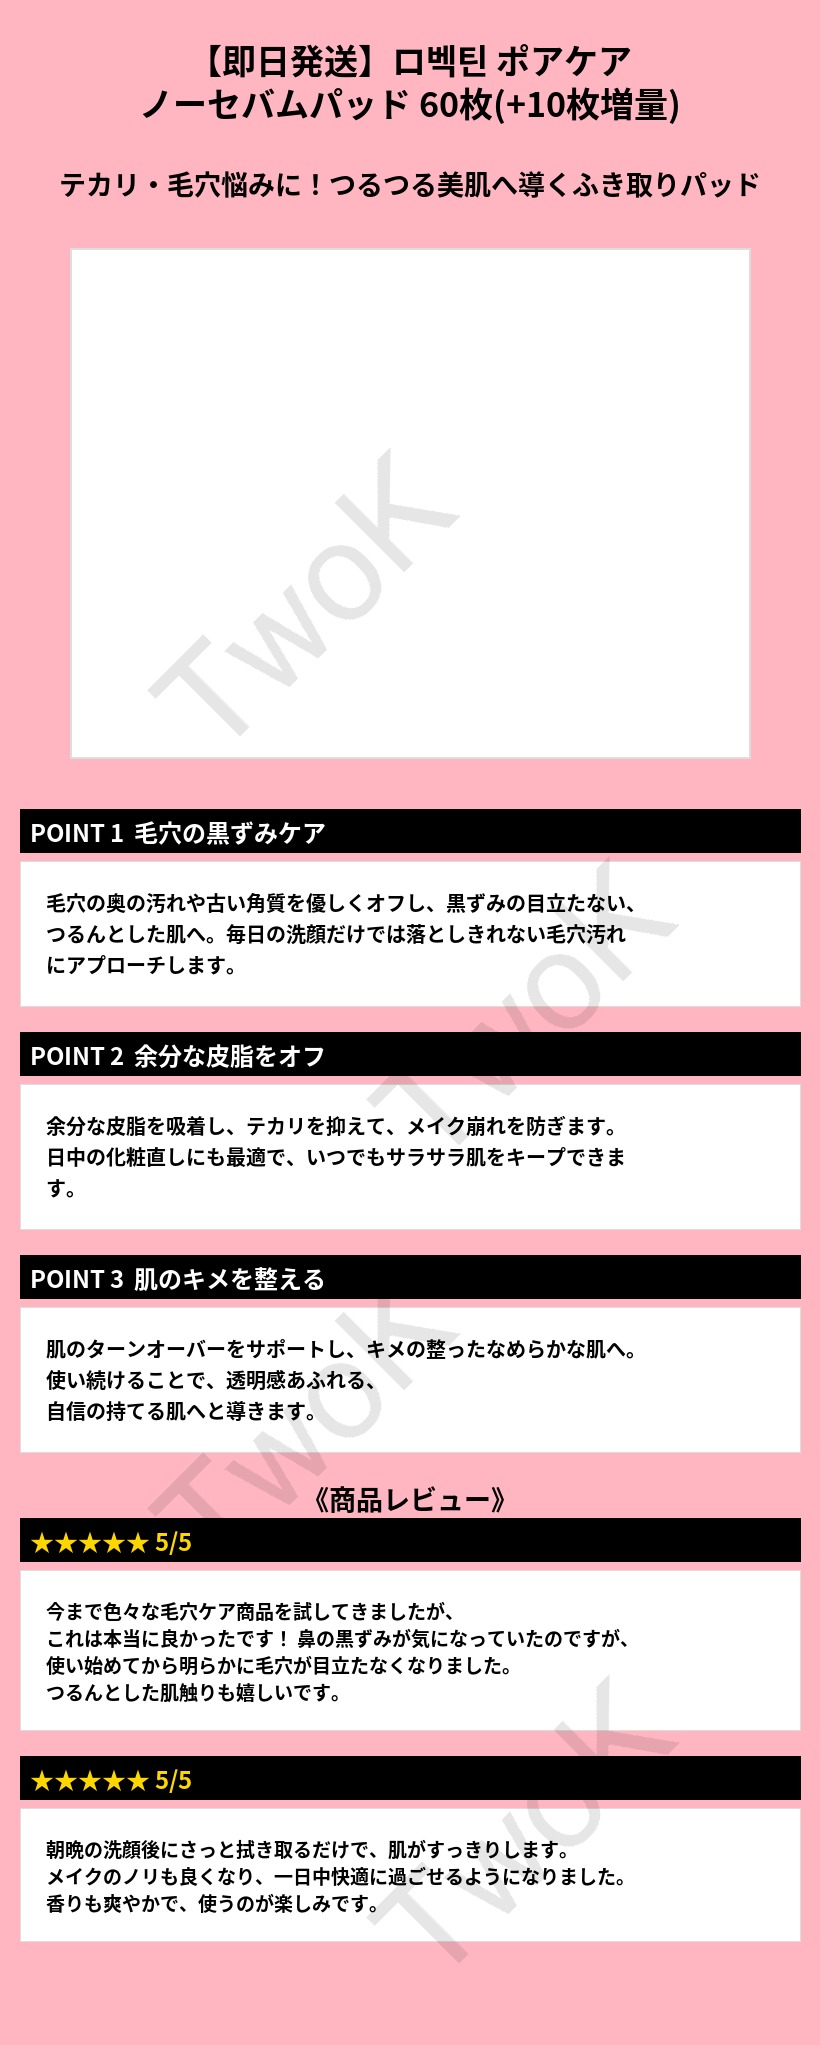 【即日発送】로벡틴 ポアケア
ノーセバムパッド 60枚(+10枚増量)
テカリ・毛穴悩みに！つるつる美肌へ導くふき取りパッド
TwoK
POINT 1 毛穴の黒ずみケア
毛穴の奥の汚れや古い角質を優しくオフし、黒ずみの目立たない、
つるんとした肌へ。毎日の洗顔だけでは落としきれない毛穴汚れ
にアプローチします。
TwoK
POINT 2 余分な皮脂をオフ
余分な皮脂を吸着し、テカリを抑えて、メイク崩れを防ぎます。
日中の化粧直しにも最適で、いつでもサラサラ肌をキープできま
す。
POINT 3 肌のキメを整える
肌のターンオーバーをサポートし、キメの整ったなめらかな肌へ。
使い続けることで、透明感あふれる、
自信の持てる肌へと導きます。
TwoK
《商品レビュー》
★★★★★ 5/5
今まで色々な毛穴ケア商品を試してきましたが、
これは本当に良かったです！ 鼻の黒ずみが気になっていたのですが、
使い始めてから明らかに毛穴が目立たなくなりました。
つるんとした肌触りも嬉しいです。
★★★★★ 5/5
朝晩の洗顔後にさっと拭き取るだけで、肌がすっきりします。
メイクのノリも良くなり、一日中快適に過ごせるようになりました。
香りも爽やかで、使うのが楽しみです。
TwoK